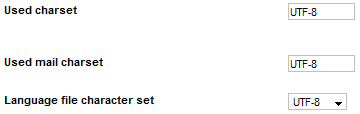 Used charset UTF-8
Used mail charset UTF-8
Language file character set UTF-8